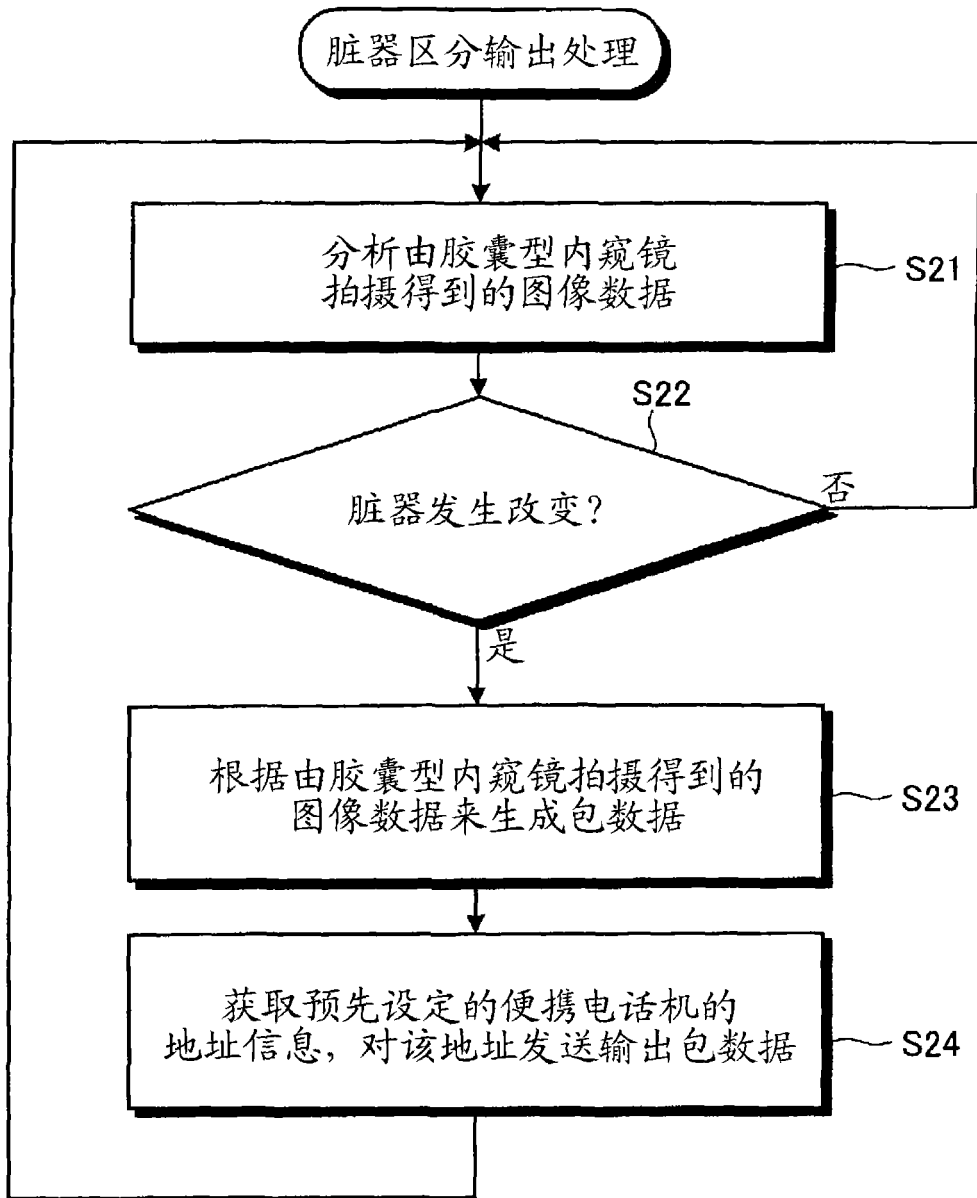 脏器区分输出处理
分析由胶囊型内窥镜
拍摄得到的图像数据
S21
S22
脏器发生改变?
否
是
根据由胶囊型内窥镜拍摄得到的
图像数据来生成包数据
S23
获取预先设定的便携电话机的
地址信息，对该地址发送输出包数据
S24